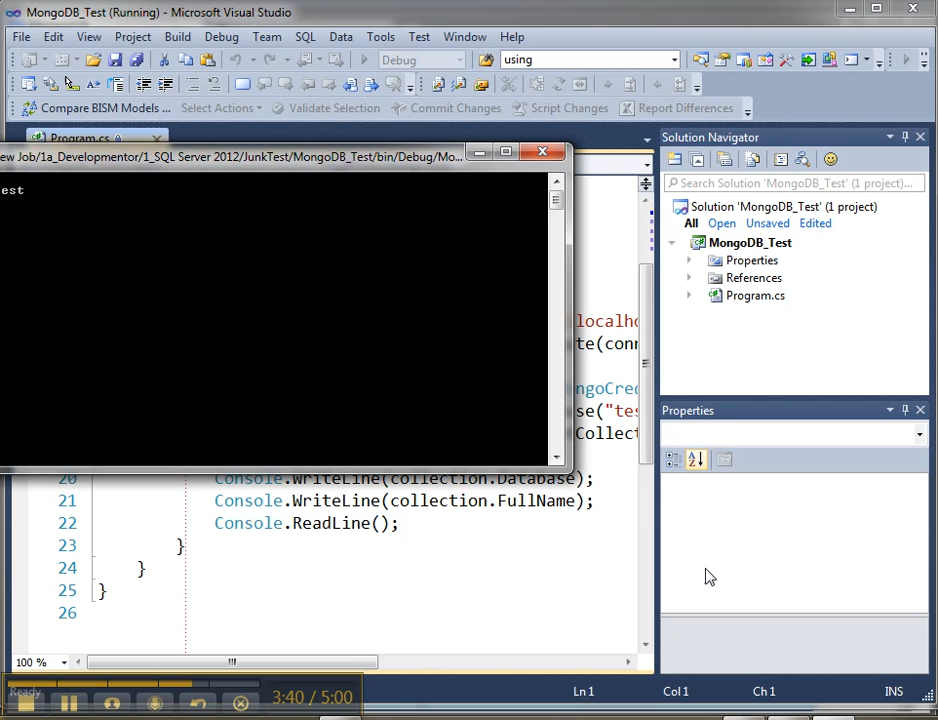 MongoDB_Test (Running) - Microsoft Visual Studio
File Edit View Project Build Debug Team SQL Data Tools Test Window Help
Debug using
Compare BISM Models ... Select Actions Validation Selection Commit Changes Script Changes Report Differences
Program.cs
ew Job/1a_Developmentor/1_SQL Server 2012/JunkTest/MongoDB_Test/bin/Debug/Mo...
est
localho
te(conn
ngoCred
se("tes
Collect
20 Console.WriteLine(collection.Database);
21 Console.WriteLine(collection.FullName);
22 Console.ReadLine();
23 }
24 }
25 }
26
100 %
Solution Navigator
Search Solution 'MongoDB_Test' (1 project)...
Solution 'MongoDB_Test' (1 project)
All Open Unsaved Edited
MongoDB_Test
Properties
References
Program.cs
Properties
Ready
3:40 / 5:00
Ln 1 Col 1 Ch 1 INS